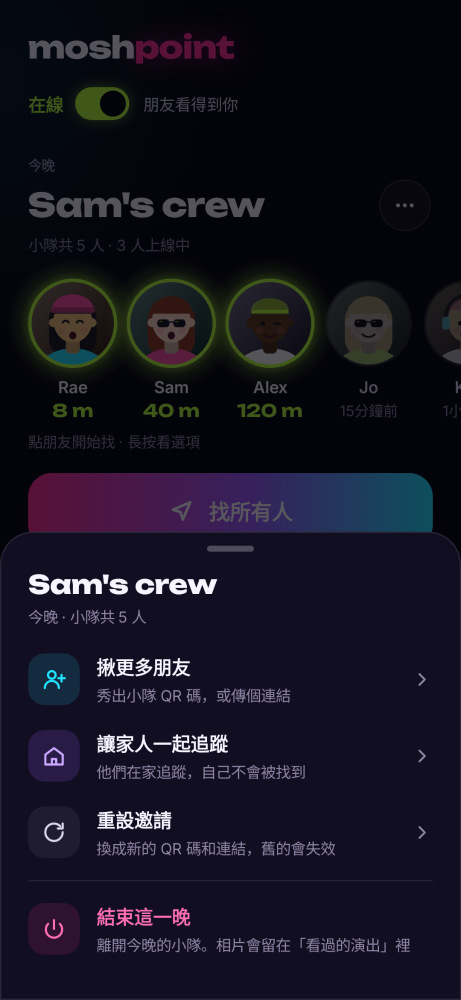 moshpoint
在線 朋友看得到你
今晚
Sam's crew
小隊共 5 人 · 3 人上線中
Rae Sam Alex Jo
8 m 40 m 120 m 15分鐘前
點朋友開始找 · 長按看選項
找所有人
Sam's crew
今晚 · 小隊共 5 人
揪更多朋友
秀出小隊 QR 碼，或傳個連結
讓家人一起追蹤
他們在家追蹤，自己不會被找到
重設邀請
換成新的 QR 碼和連結，舊的會失效
結束這一晚
離開今晚的小隊。相片會留在「看過的演出」裡